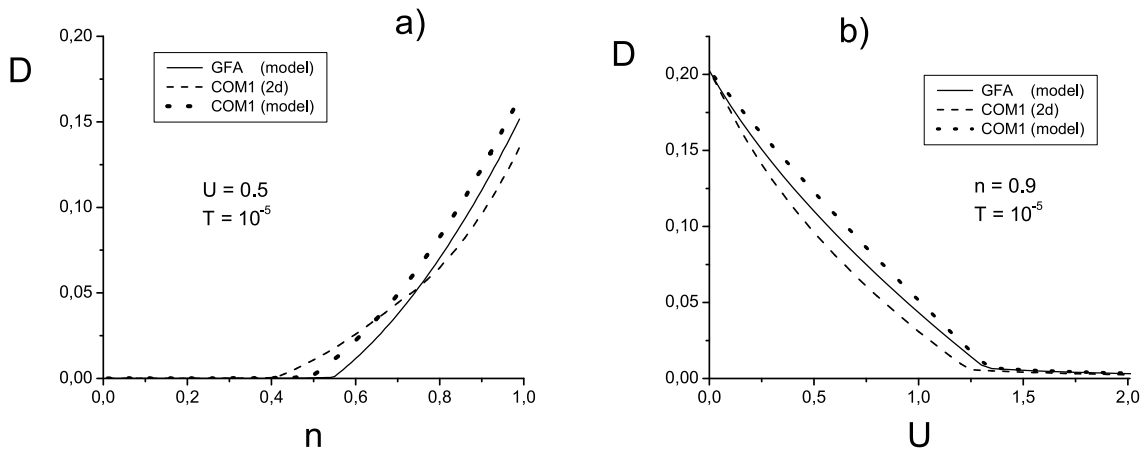 a)
D
0,20
0,15
0,10
0,05
0,00
GFA (model)
COM1 (2d)
COM1 (model)
U = 0.5
T = 10⁻⁵
0,0 0,2 0,4 0,6 0,8 1,0
n
b)
D
0,20
0,15
0,10
0,05
0,00
GFA (model)
COM1 (2d)
COM1 (model)
n = 0.9
T = 10⁻⁵
0,0 0,5 1,0 1,5 2,0
U